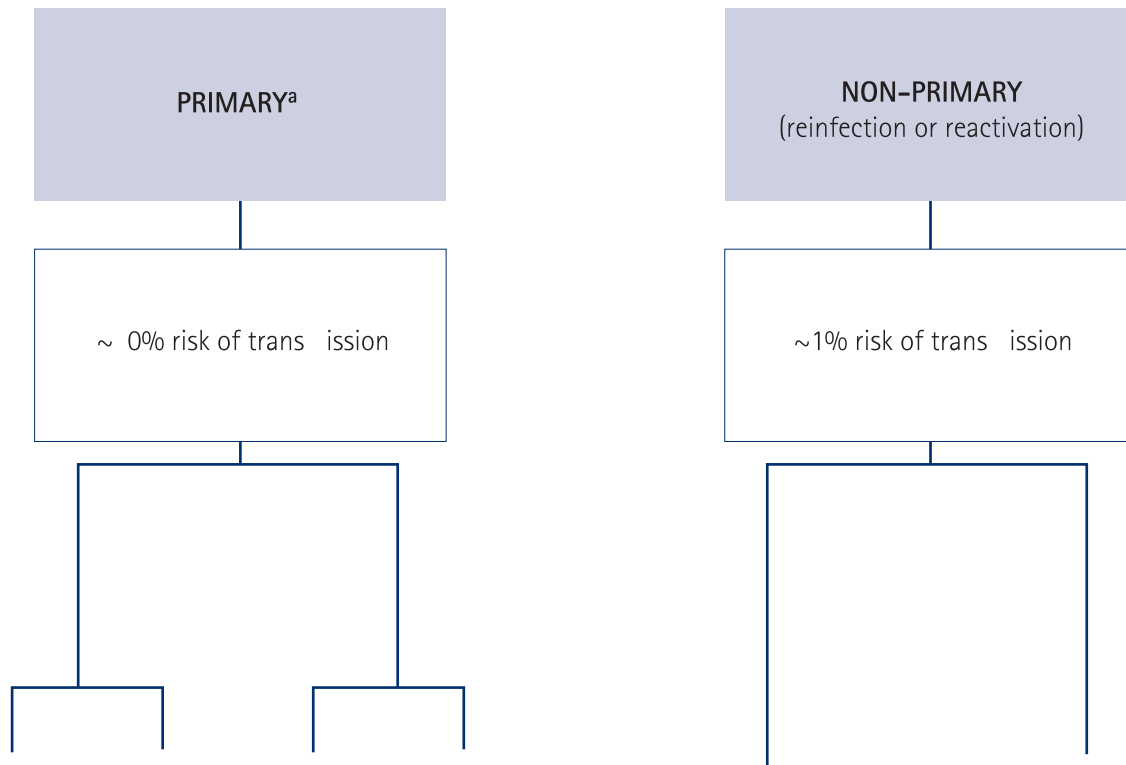 PRIMARYª
NON-PRIMARY
(reinfection or reactivation)
~ 0% risk of trans ission
~1% risk of trans ission